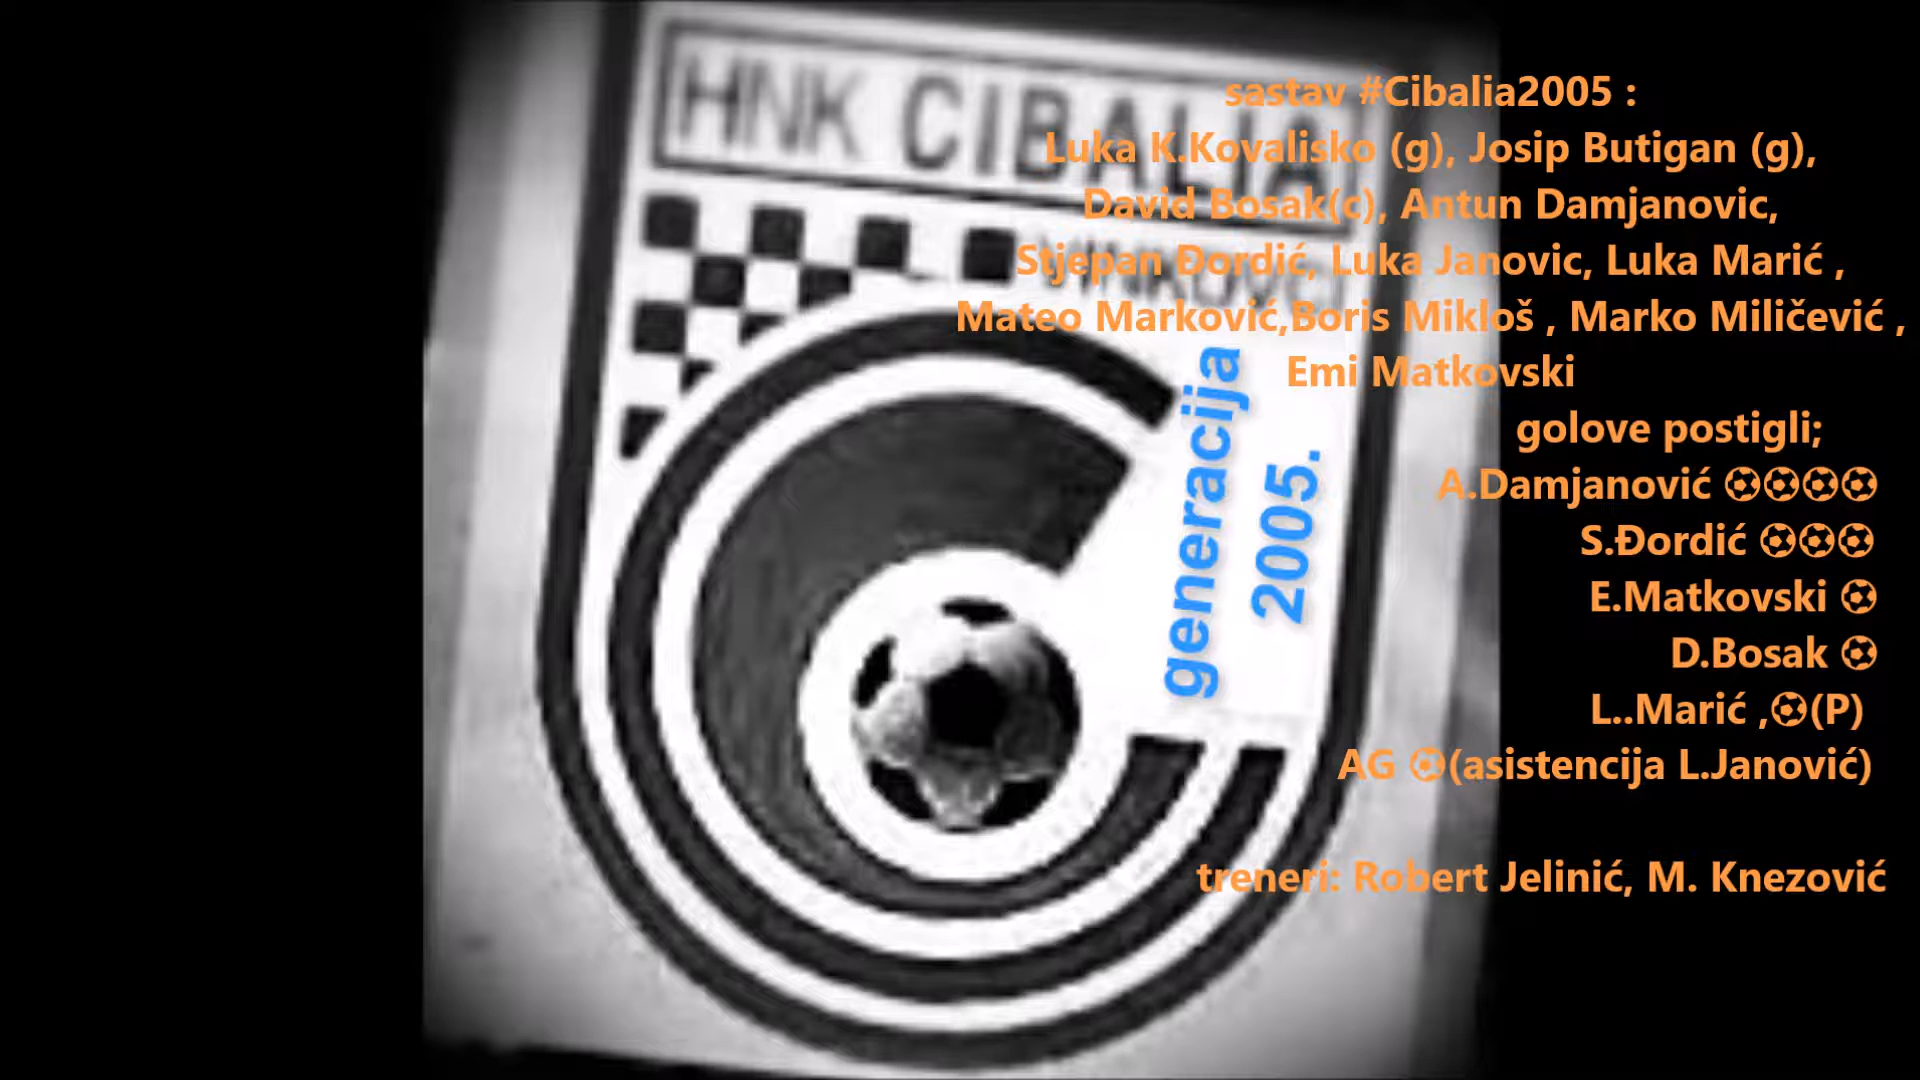 HNK CIBALIA
VINKOVCI
sastav #Cibalia2005 :
Luka K.Kovalisko (g), Josip Butigan (g),
David Bosak(c), Antun Damjanovic,
Stjepan Đordić, Luka Janovic, Luka Marić ,
Mateo Marković,Boris Mikloš , Marko Miličević ,
Emi Matkovski
golove postigli;
A.Damjanović ⚽⚽⚽⚽
S.Đordić ⚽⚽⚽
E.Matkovski ⚽
D.Bosak ⚽
L..Marić ,⚽(P)
AG ⚽(asistencija L.Janović)
treneri: Robert Jelinić, M. Knezović
generacija
2005.